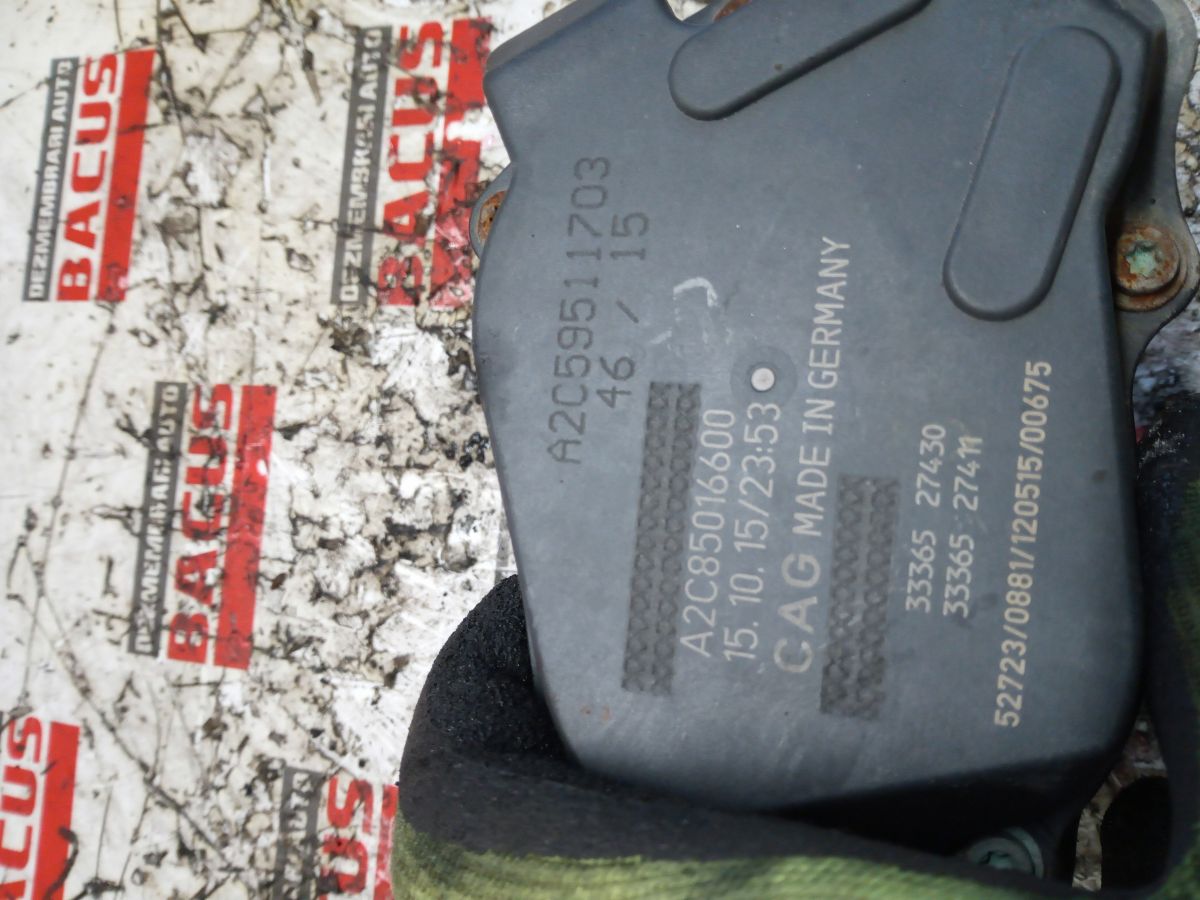 A2C59511703
46 / 15
A2C85016600
15. 10. 15/23:53
CAG MADE IN GERMANY
33365 27430
33365 27411
52723/0881/120515/00675
DEZMEMBRARI AUTO
BACUS
DEZMEMBRARI AUTO
BACUS
DEZMEMBRARI AUTO
BACUS
BACUS
AUTO